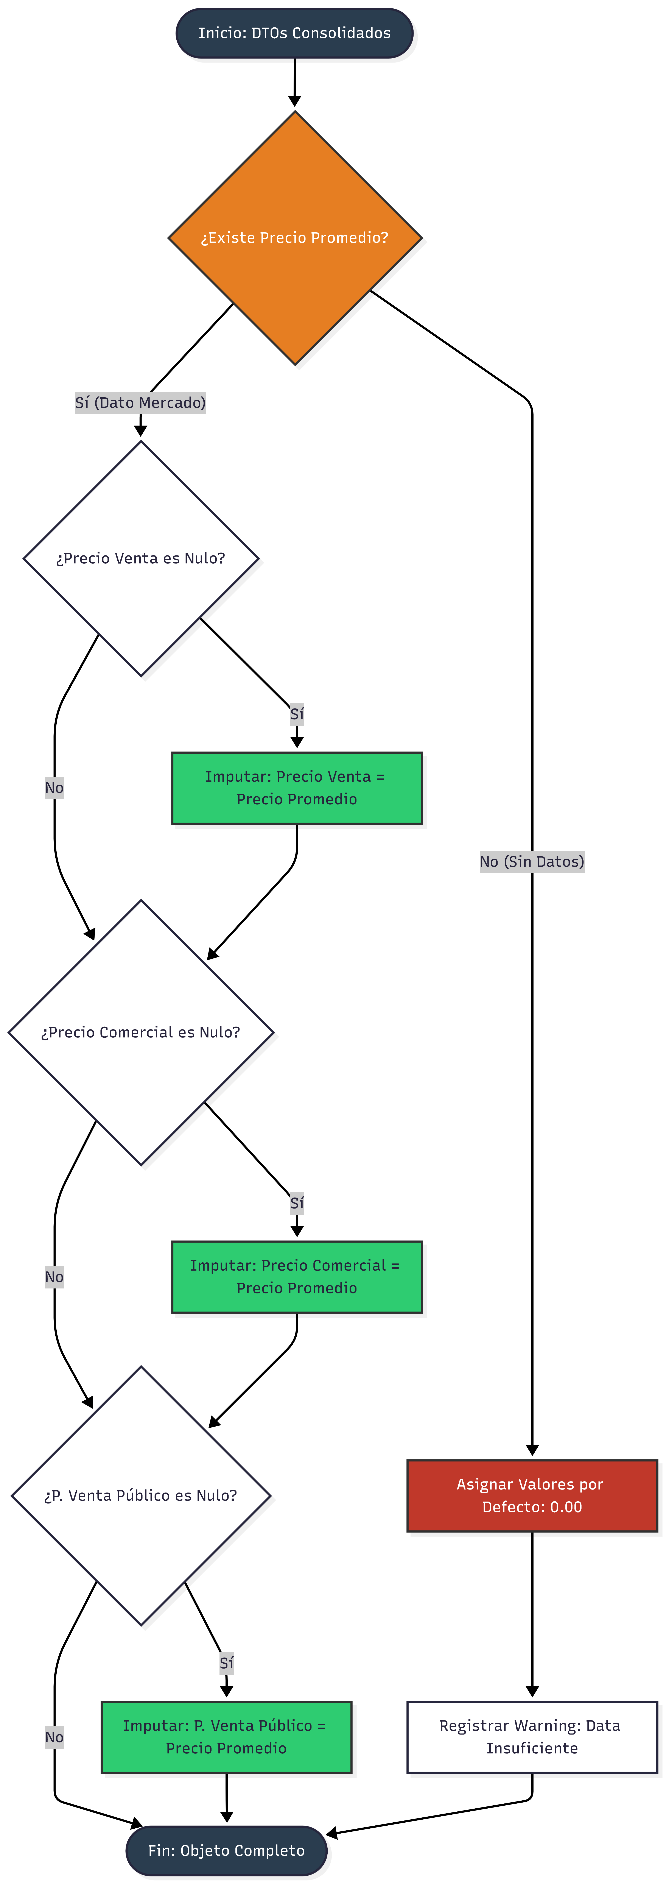 Inicio: DTOs Consolidados
¿Existe Precio Promedio?
Sí (Dato Mercado)
¿Precio Venta es Nulo?
Sí
No
Imputar: Precio Venta =
Precio Promedio
No (Sin Datos)
¿Precio Comercial es Nulo?
Sí
No
Imputar: Precio Comercial =
Precio Promedio
¿P. Venta Público es Nulo?
Asignar Valores por
Defecto: 0.00
Sí
No
Imputar: P. Venta Público =
Precio Promedio
Registrar Warning: Data
Insuficiente
Fin: Objeto Completo